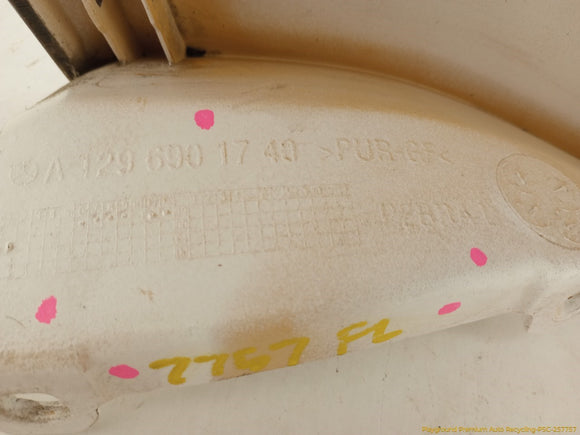 A 129 690 17 40 >PUR-GF<
7757 FL
Playground Premium Auto Recycling-PSC-257757